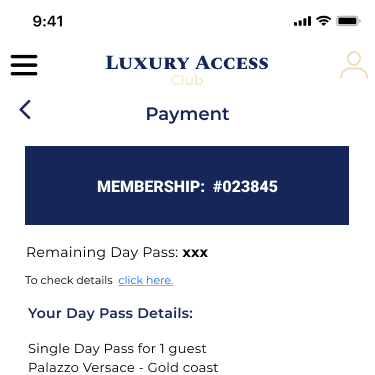 9:41
LUXURY ACCESS
Club
Payment
MEMBERSHIP: #023845
Remaining Day Pass: xxx
To check details click here.
Your Day Pass Details:
Single Day Pass for 1 guest
Palazzo Versace - Gold coast